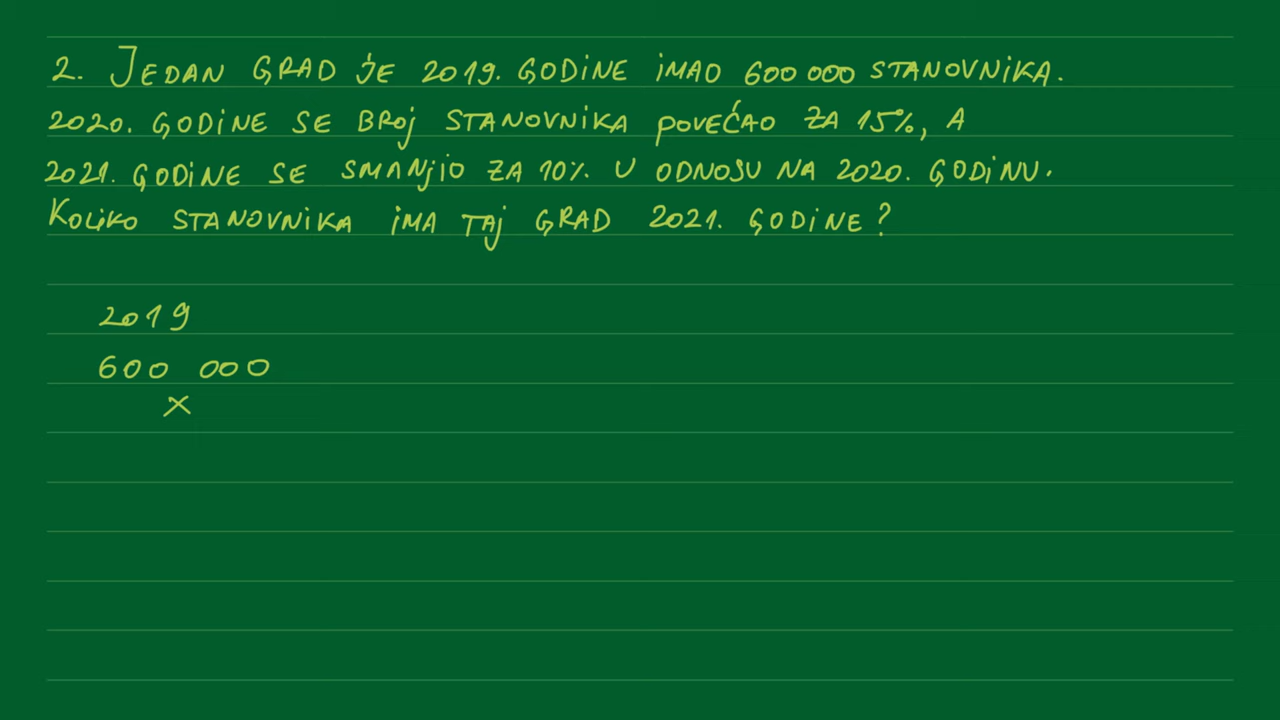 2. JEDAN GRAD JE 2019. GODINE IMAO 600 000 STANOVNIKA.
2020. GODINE SE BROJ STANOVNIKA POVEĆAO ZA 15%, A
2021. GODINE SE SMANJIO ZA 10% U ODNOSU NA 2020. GODINU.
KOLIKO STANOVNIKA IMA TAJ GRAD 2021. GODINE?
2019
600 000
X